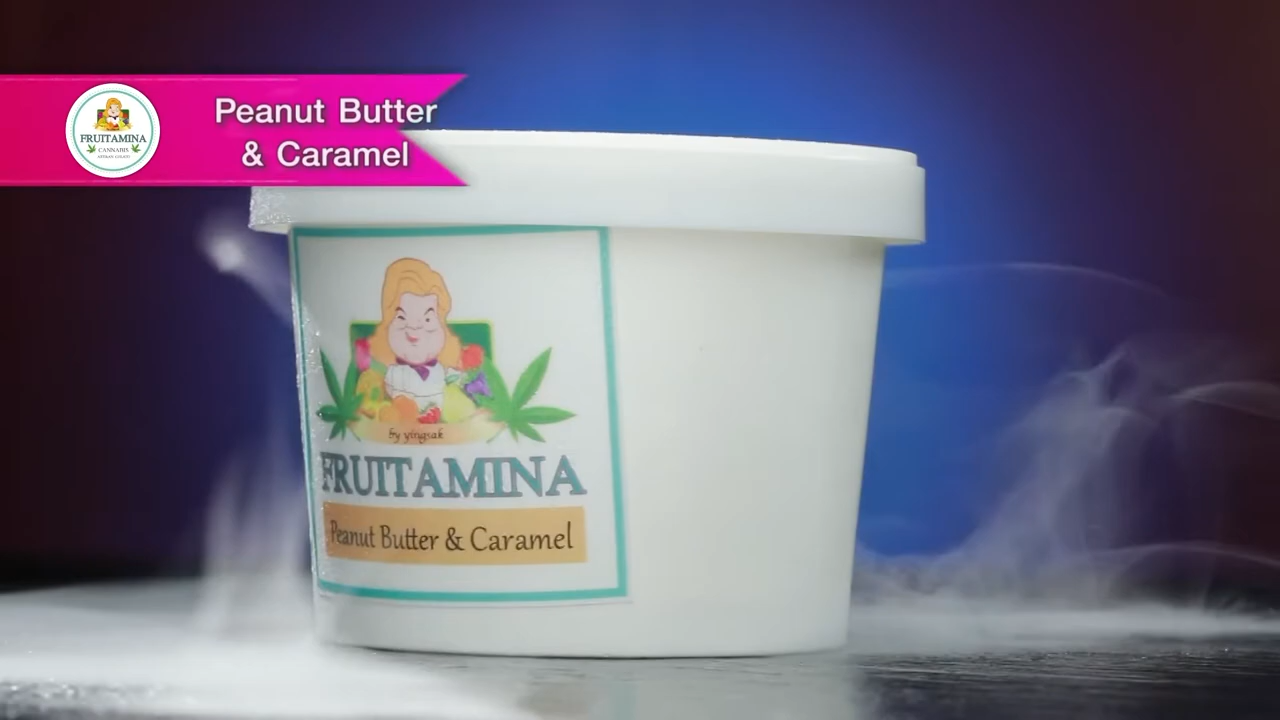 Peanut Butter
& Caramel
FRUITAMINA
CANNABIS
by yingsak
FRUITAMINA
Peanut Butter & Caramel